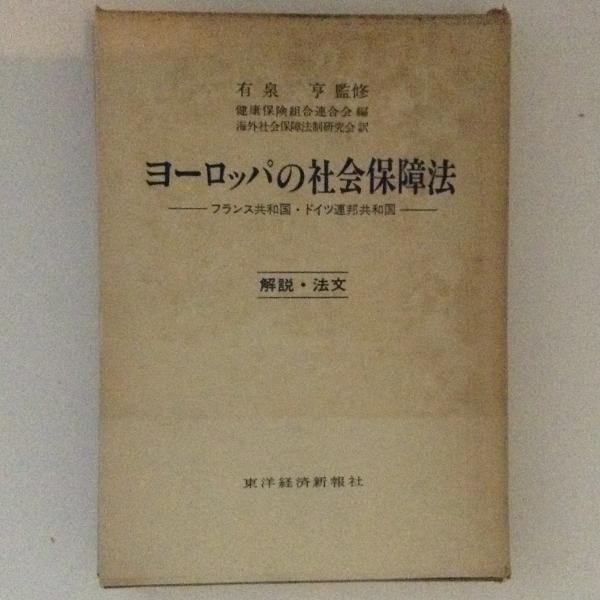 有泉 亨 監修
健康保険組合連合会 編
海外社会保障法制研究会 訳
ヨーロッパの社会保障法
フランス共和国・ドイツ連邦共和国
解説・法文
東洋経済新報社